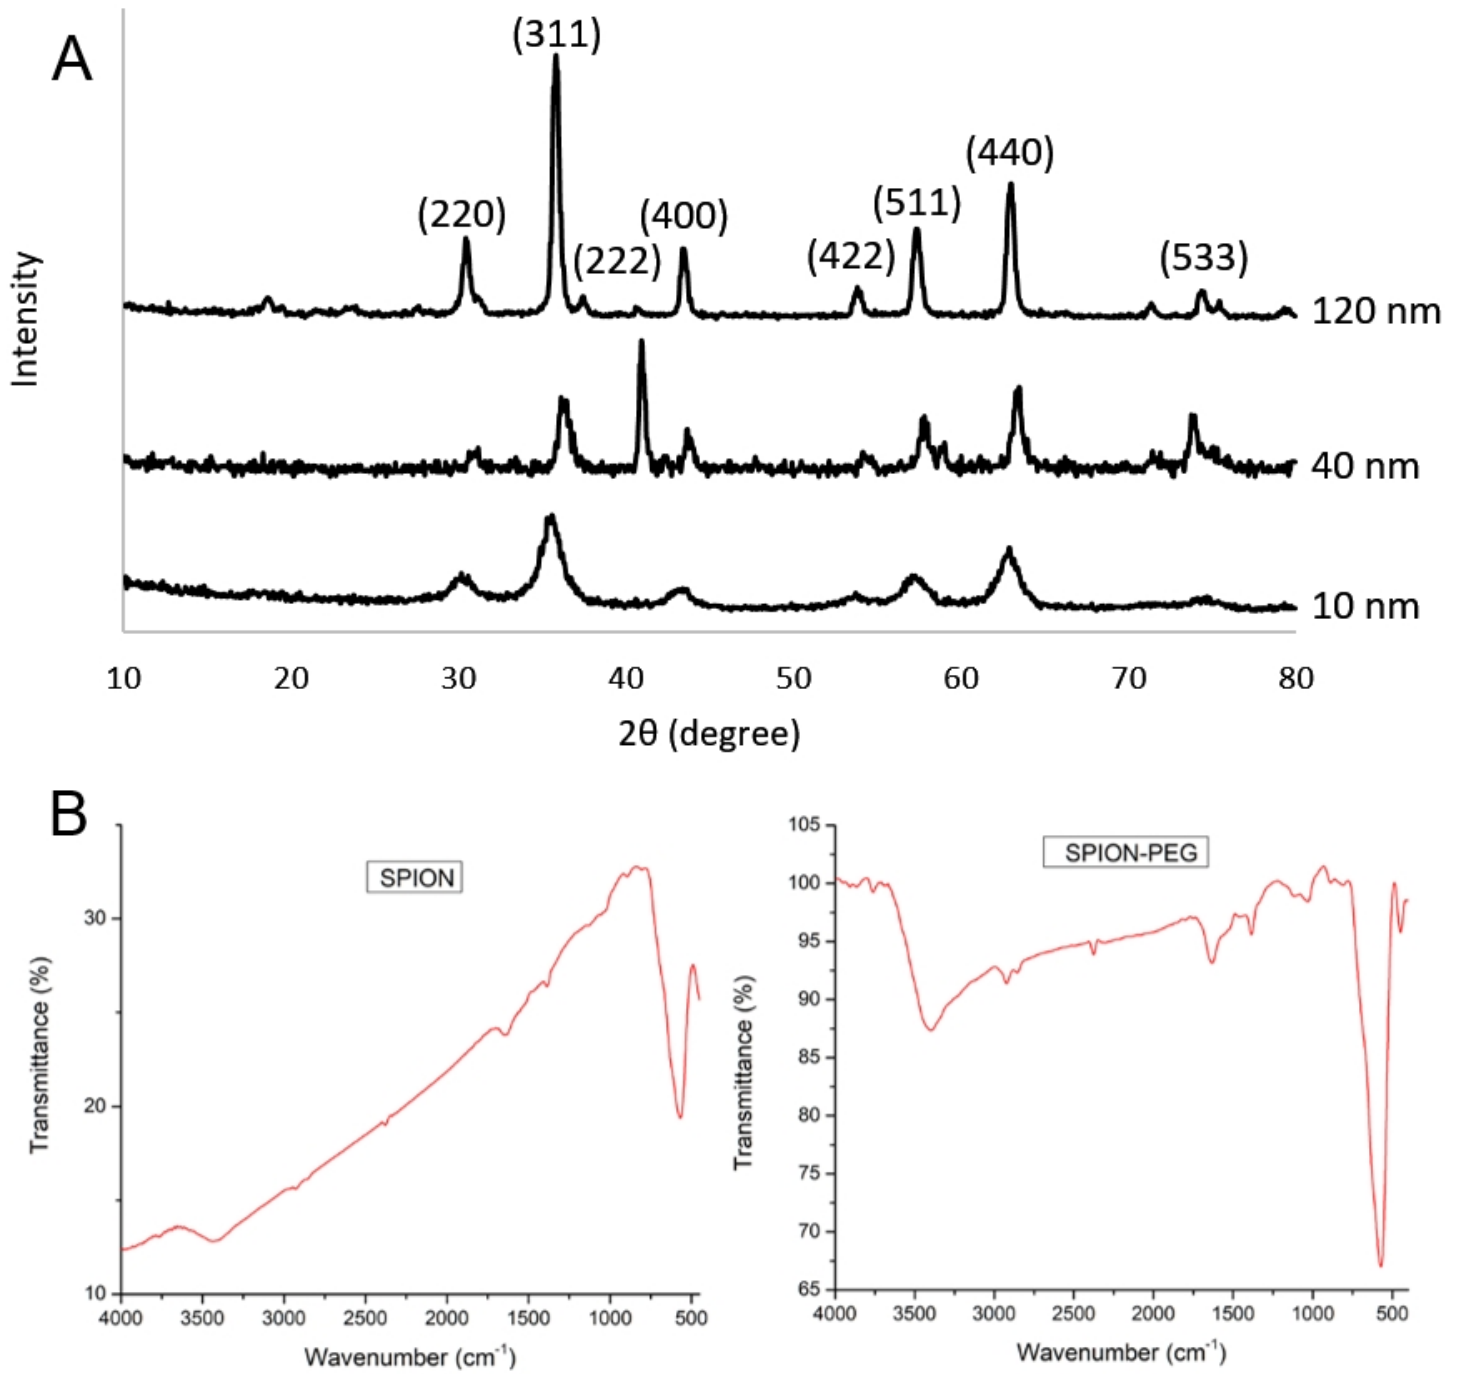 A
Intensity
(311)
(440)
(220)
(400)
(511)
(222)
(422)
(533)
120 nm
40 nm
10 nm
10 20 30 40 50 60 70 80
2θ (degree)
B
SPION
Transmittance (%)
30
20
10
4000 3500 3000 2500 2000 1500 1000 500
Wavenumber (cm-1)
SPION-PEG
Transmittance (%)
105
100
95
90
85
80
75
70
65
4000 3500 3000 2500 2000 1500 1000 500
Wavenumber (cm-1)